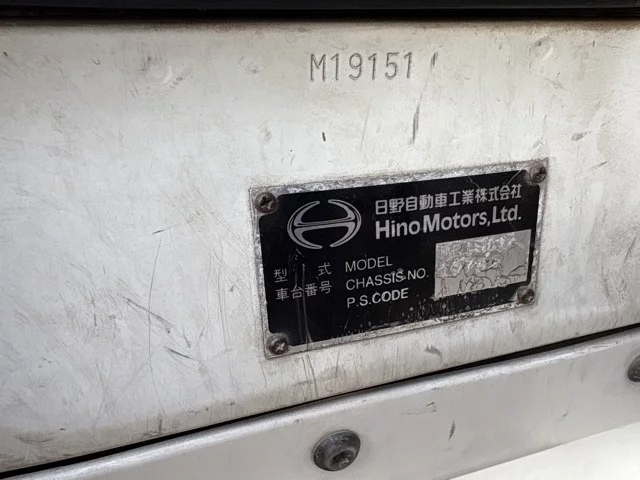 M19151
日野自動車工業株式会社
Hino Motors, Ltd.
型 式 MODEL
車台番号 CHASSIS NO.
P.S.CODE